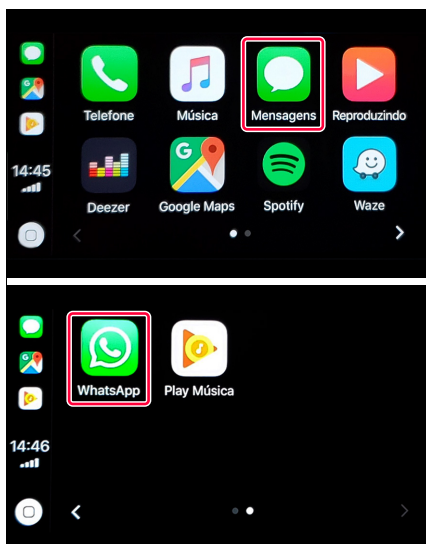 Telefone
Música
Mensagens
Reproduzindo
14:45
Deezer
Google Maps
Spotify
Waze
WhatsApp
Play Música
14:46